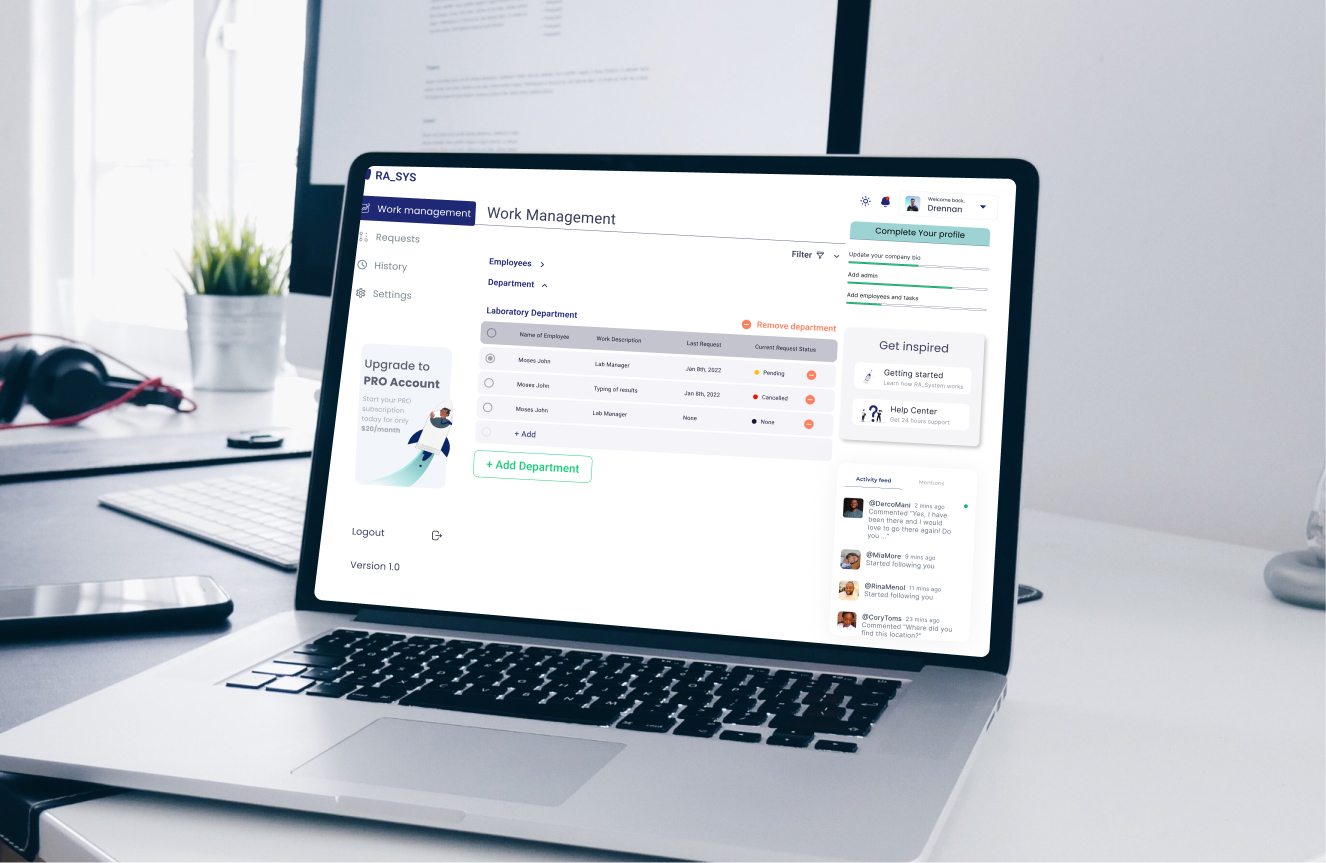 RA_SYS
Work management
Requests
History
Settings
Upgrade to
PRO Account
Start your PRO
subscription
today for only
$20/month
Logout
Version 1.0
Work Management
Filter
Employees
Department
Laboratory Department
Remove department
Name of Employee Work Description Last Request Current Request Status
Moses John Lab Manager Jan 8th, 2022 Pending
Moses John Typing of results Jan 8th, 2022 Cancelled
Moses John Lab Manager None None
+ Add
+ Add Department
Welcome back,
Drennan
Complete Your profile
Update your company bio
Add admin
Add employees and tasks
Get inspired
Getting started
Learn how RA_System works
Help Center
Get 24 hours support
Activity feed Mentions
@DercoMani 2 mins ago
Commented "Yes, I have
been there and I would
love to go there again! Do
you ..."
@MiaMore 9 mins ago
Started following you
@RinaMenol 11 mins ago
Started following you
@CoryToms 23 mins ago
Commented "Where did you
find this location?"